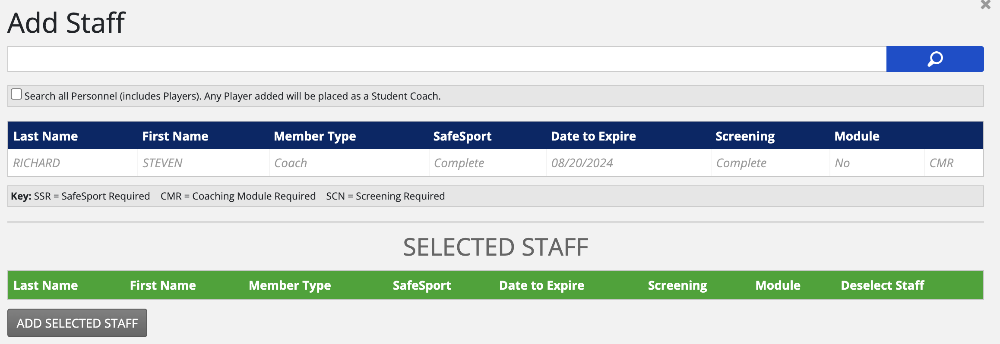 Add Staff
Search all Personnel (includes Players). Any Player added will be placed as a Student Coach.
Last Name First Name Member Type SafeSport Date to Expire Screening Module
RICHARD STEVEN Coach Complete 08/20/2024 Complete No CMR
Key: SSR = SafeSport Required CMR = Coaching Module Required SCN = Screening Required
SELECTED STAFF
Last Name First Name Member Type SafeSport Date to Expire Screening Module Deselect Staff
ADD SELECTED STAFF